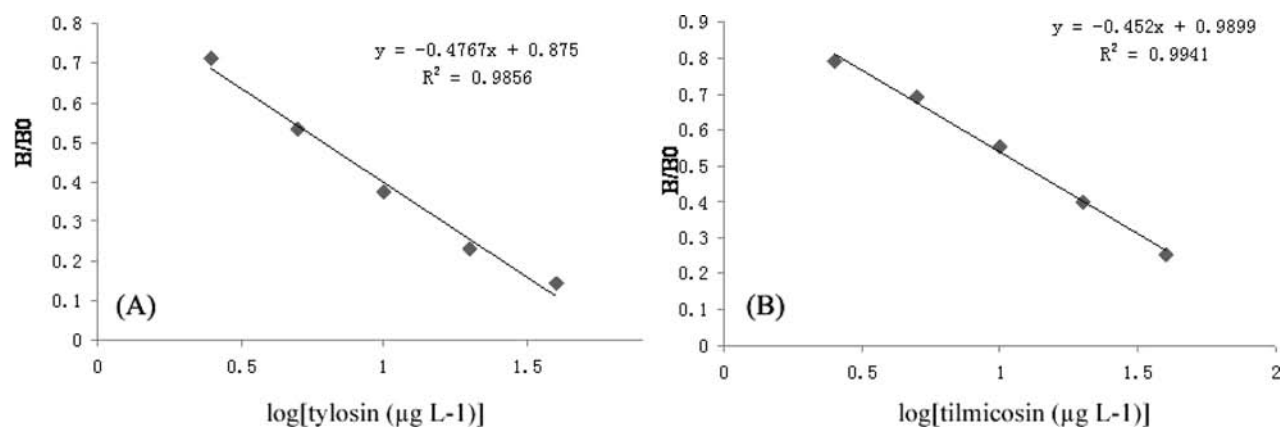 0.8
0.7
0.6
0.5
0.4
0.3
0.2
0.1
0
B/B0
y = -0.4767x + 0.875
R² = 0.9856
(A)
0 0.5 1 1.5
log[tylosin (µg L-1)]
0.9
0.8
0.7
0.6
0.5
0.4
0.3
0.2
0.1
0
B/B0
y = -0.452x + 0.9899
R² = 0.9941
(B)
0 0.5 1 1.5 2
log[tilmicosin (µg L-1)]